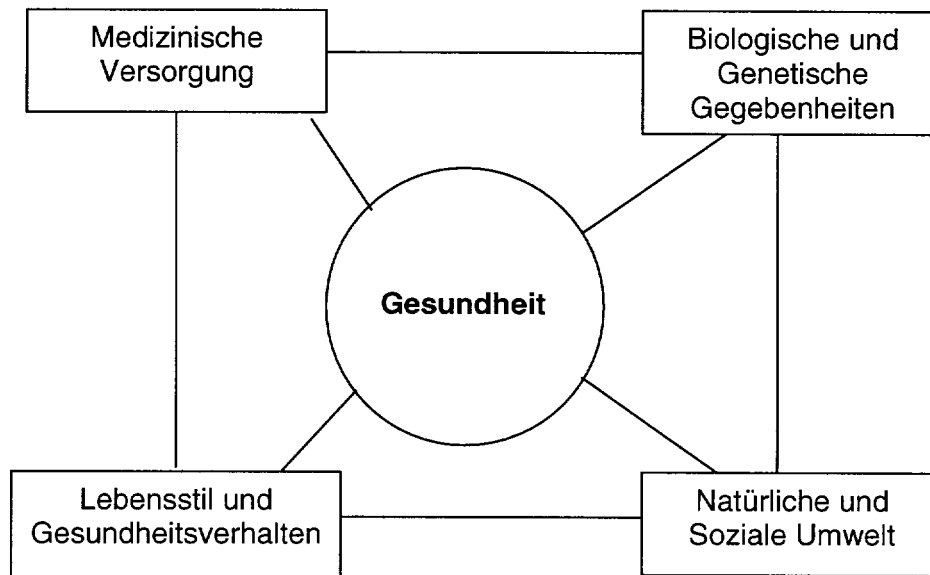 Medizinische
Versorgung
Biologische und
Genetische
Gegebenheiten
Gesundheit
Lebensstil und
Gesundheitsverhalten
Natürliche und
Soziale Umwelt